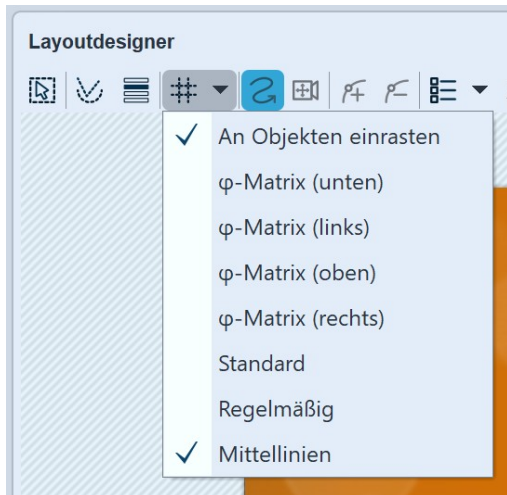 Layoutdesigner
An Objekten einrasten
φ-Matrix (unten)
φ-Matrix (links)
φ-Matrix (oben)
φ-Matrix (rechts)
Standard
Regelmäßig
Mittellinien